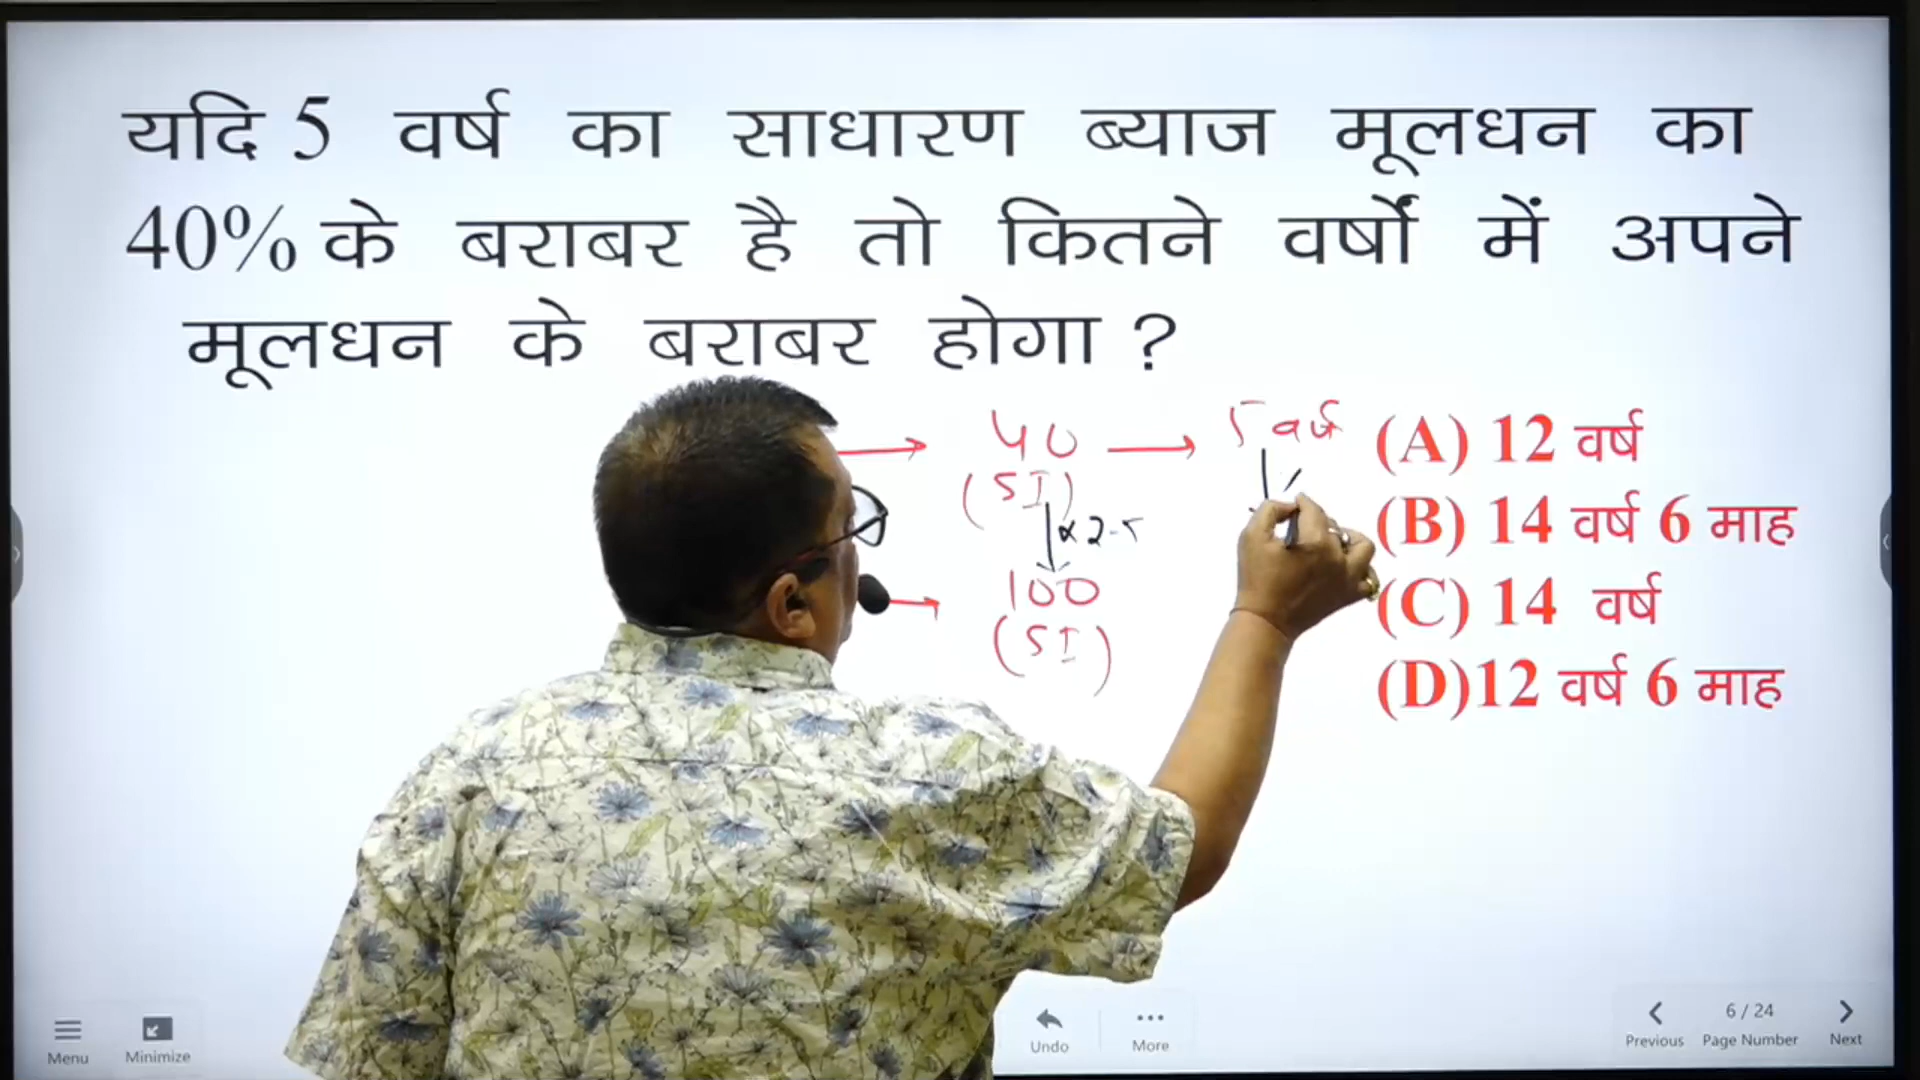 यदि 5 वर्ष का साधारण ब्याज मूलधन का
40% के बराबर है तो कितने वर्षों में अपने
मूलधन के बराबर होगा ?
40 5 वर्ष
(SI)
x 2.5
100
(SI)
(A) 12 वर्ष
(B) 14 वर्ष 6 माह
(C) 14 वर्ष
(D)12 वर्ष 6 माह
Menu
Minimize
Undo
More
6 / 24
Previous Page Number Next